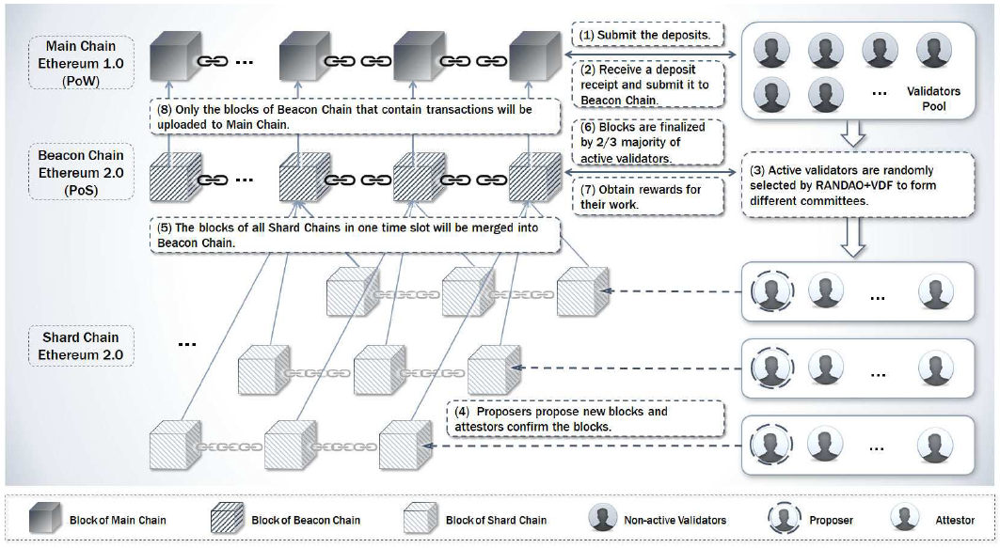 Main Chain
Ethereum 1.0
(PoW)
(1) Submit the deposits.
(2) Receive a deposit
receipt and submit it to
Beacon Chain.
...
...
Validators
Pool
(8) Only the blocks of Beacon Chain that contain transactions will be
uploaded to Main Chain.
(6) Blocks are finalized
by 2/3 majority of
active validators.
Beacon Chain
Ethereum 2.0
(PoS)
...
(7) Obtain rewards for
their work.
(3) Active validators are randomly
selected by RANDAO+VDF to form
different committees.
(5) The blocks of all Shard Chains in one time slot will be merged into
Beacon Chain.
...
Shard Chain
Ethereum 2.0
...
...
(4) Proposers propose new blocks and
attestors confirm the blocks.
...
Block of Main Chain
Block of Beacon Chain
Block of Shard Chain
Non-active Validators
Proposer
Attestor